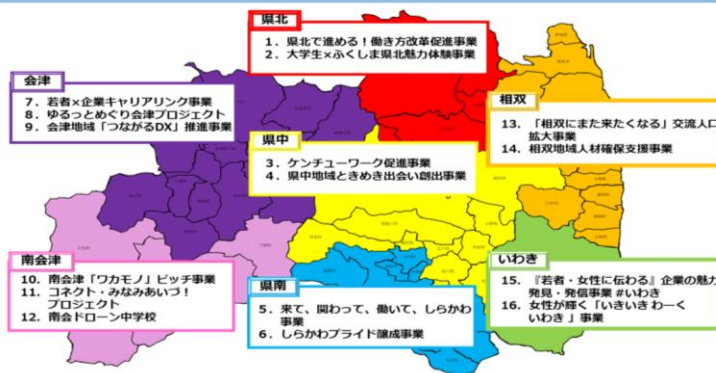 県北
1．県北で進める！働き方改革促進事業
2．大学生×ふくしま県北魅力体験事業
会津
7．若者×企業キャリアリンク事業
8．ゆるっとめぐり会津プロジェクト
9．会津地域「つながるDX」推進事業
相双
13．「相双にまた来たくなる」交流人口
拡大事業
14．相双地域人材確保支援事業
県中
3．ケンチューワーク促進事業
4．県中地域ときめき出会い創出事業
南会津
10．南会津「ワカモノ」ピッチ事業
11．コネクト・みなみあいづ！
プロジェクト
12．南会ドローン中学校
県南
5．来て、関わって、働いて、しらかわ
事業
6．しらかわプライド醸成事業
いわき
15．『若者・女性に伝わる』企業の魅力
発見・発信事業 #いわき
16．女性が輝く「いきいき わーく
いわき 」事業